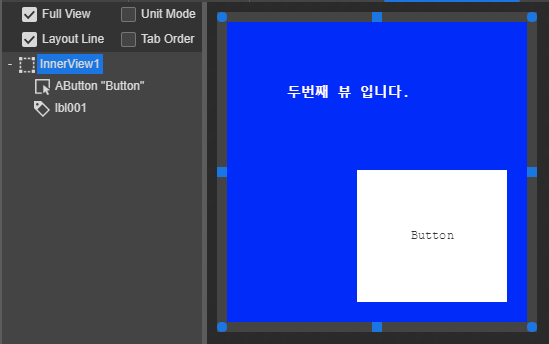 Full View
Unit Mode
Layout Line
Tab Order
- InnerView1
AButton "Button"
lbl001
두번째 뷰 입니다.
Button